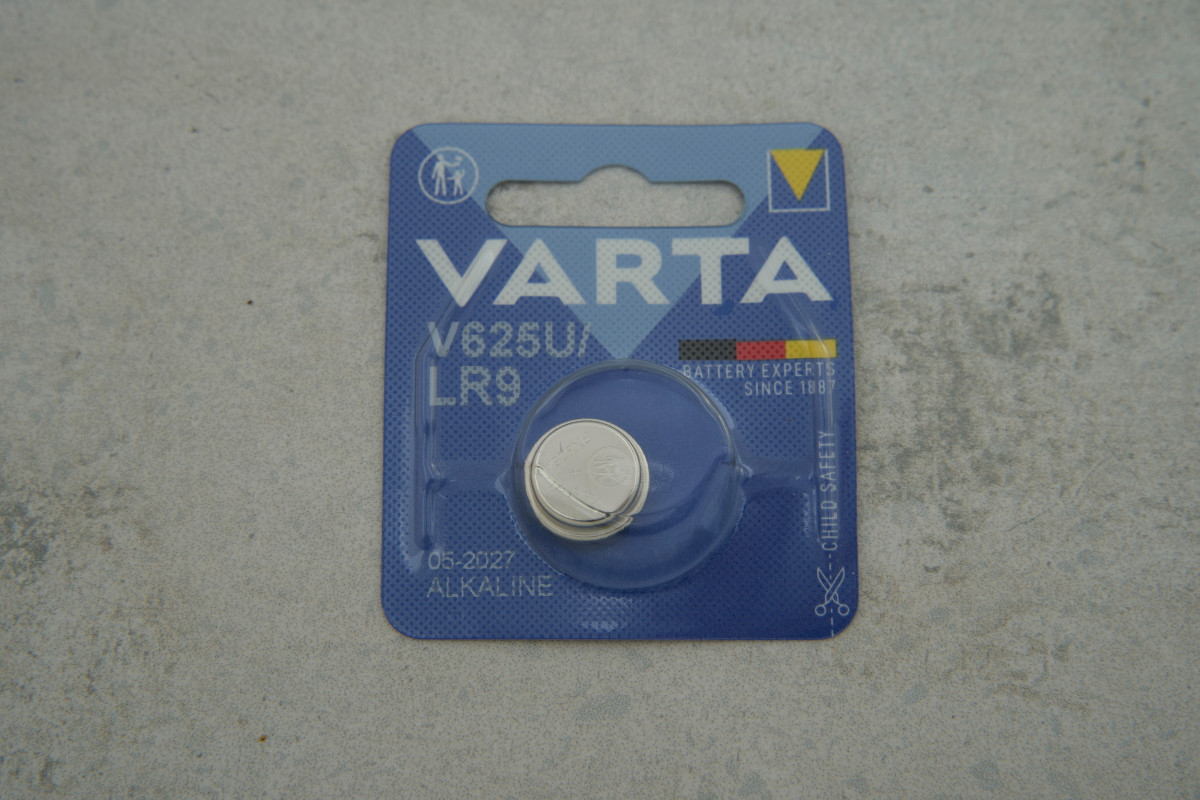 VARTA
V625U/
LR9
BATTERY EXPERTS
SINCE 1887
CHILD SAFETY
05-2027
ALKALINE